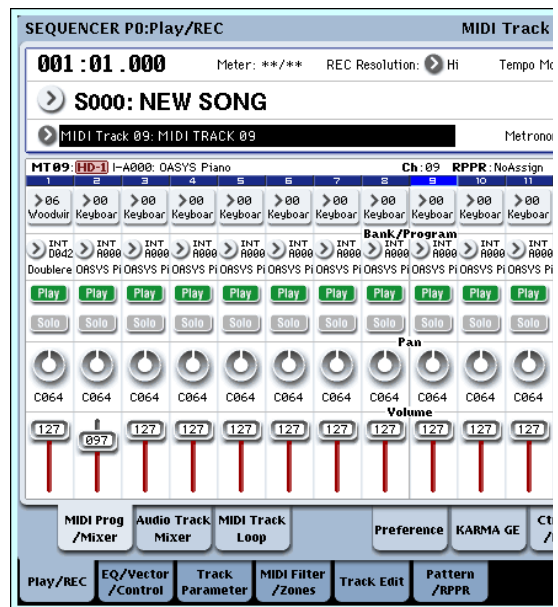 SEQUENCER P0:Play/REC MIDI Track
001:01.000 Meter: **/** REC Resolution: Hi Tempo Mo
S000: NEW SONG
MIDI Track 09: MIDI TRACK 09 Metrono
MT09: HD-1 I-A000: OASYS Piano Ch:09 RPPR:NoAssign
1 2 3 4 5 6 7 8 9 10 11
06 00 00 00 00 00 00 00 00 00 00
Woodwir Keyboar Keyboar Keyboar Keyboar Keyboar Keyboar Keyboar Keyboar Keyboar Keyboar
Bank/Program
INT INT INT INT INT INT INT INT INT INT INT
D042 A000 A000 A000 A000 A000 A000 A000 A000 A000 A000
Doublere OASYS Pi OASYS Pi OASYS Pi OASYS Pi OASYS Pi OASYS Pi OASYS Pi OASYS Pi OASYS Pi OASYS Pi
Play Play Play Play Play Play Play Play Play Play Play
Solo Solo Solo Solo Solo Solo Solo Solo Solo Solo Solo
Pan
C064 C064 C064 C064 C064 C064 C064 C064 C064 C064 C064
Volume
127 097 127 127 127 127 127 127 127 127 127
MIDI Prog Audio Track MIDI Track Preference KARMA GE Ct
/Mixer Mixer Loop /
Play/REC EQ/Vector Track MIDI Filter Track Edit Pattern
/Control Parameter /Zones /RPPR